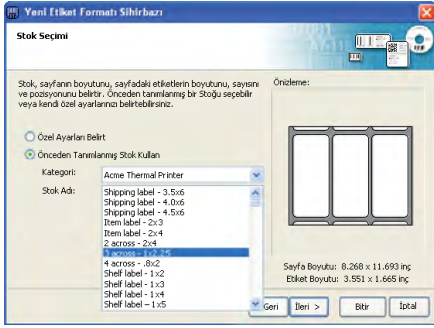 Yeni Etiket Formatı Sihirbazı
Stok Seçimi
Stok, sayfanın boyutunu, sayfadaki etiketlerin boyutunu, sayısını
ve pozisyonunu belirtir. Önceden tanımlanmış bir Stoğu seçebilir
veya kendi özel ayarlarınızı belirtebilirsiniz.
Özel Ayarları Belirt
Önceden Tanımlanmış Stok Kullan
Kategori: Acme Thermal Printer
Stok Adı:
Shipping label - 3.5x6
Shipping label - 4.0x6
Shipping label - 4.5x6
Item label - 2x3
Item label - 2x4
2 across - 2x4
3 across - 1x2.25
4 across - .8x2
Shelf label - 1x2
Shelf label - 1x3
Shelf label - 1x4
Shelf label - 1x5
Önizleme:
Sayfa Boyutu: 8.268 x 11.693 inç
Etiket Boyutu: 3.551 x 1.665 inç
Geri İleri > Bitir İptal